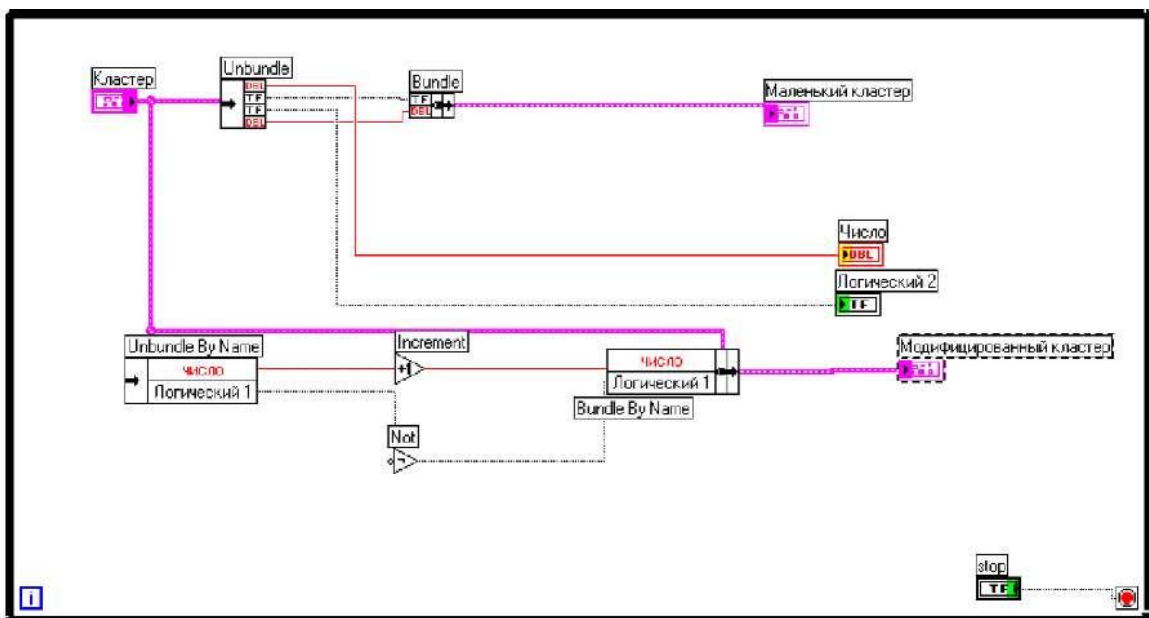 Кластер
Unbundle
DBL
TF
TF
DBL
Bundle
TF
DBL
Маленький кластер
Число
DBL
Логический 2
TF
Unbundle By Name
число
Логический 1
Increment
+1
число
Логический 1
Bundle By Name
Модифицированный кластер
Not
stop
TF
i